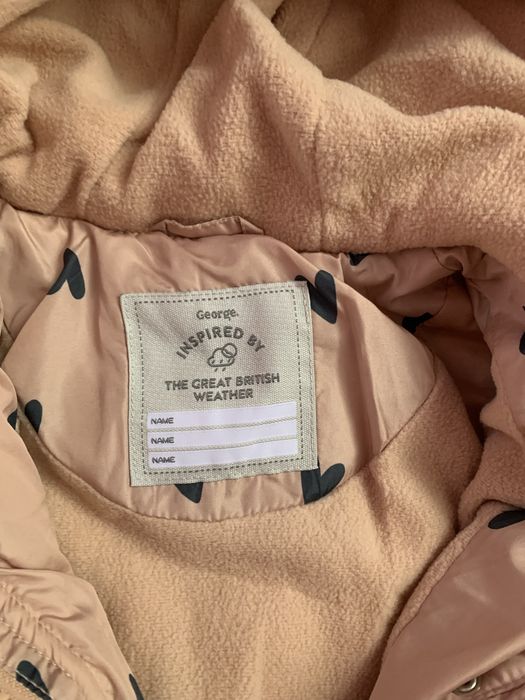 George.
INSPIRED BY
THE GREAT BRITISH
WEATHER
NAME
NAME
NAME